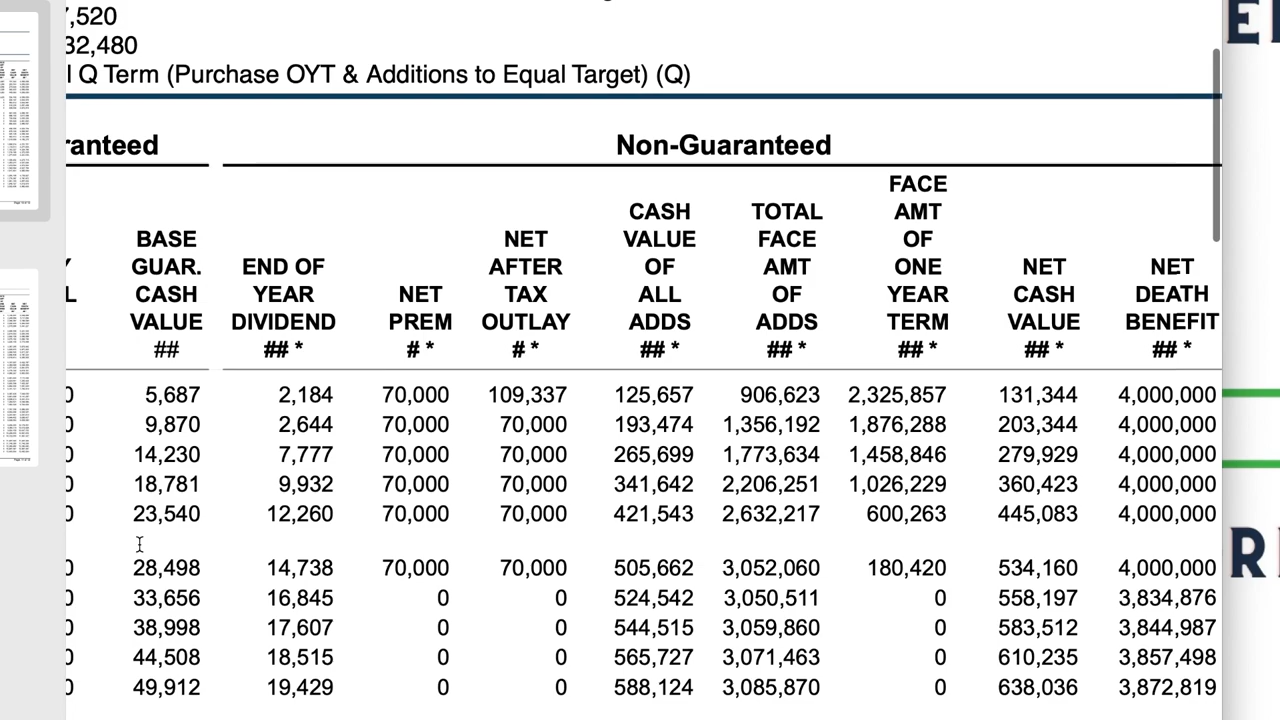 ,520
32,480
l Q Term (Purchase OYT & Additions to Equal Target) (Q)
ranteed Non-Guaranteed
FACE
CASH TOTAL AMT
BASE NET VALUE FACE OF
GUAR. END OF AFTER OF AMT ONE NET NET
L CASH YEAR NET TAX ALL OF YEAR CASH DEATH
VALUE DIVIDEND PREM OUTLAY ADDS ADDS TERM VALUE BENEFIT
## ## * # * # * ## * ## * ## * ## * ## *
0 5,687 2,184 70,000 109,337 125,657 906,623 2,325,857 131,344 4,000,000
0 9,870 2,644 70,000 70,000 193,474 1,356,192 1,876,288 203,344 4,000,000
0 14,230 7,777 70,000 70,000 265,699 1,773,634 1,458,846 279,929 4,000,000
0 18,781 9,932 70,000 70,000 341,642 2,206,251 1,026,229 360,423 4,000,000
0 23,540 12,260 70,000 70,000 421,543 2,632,217 600,263 445,083 4,000,000
0 28,498 14,738 70,000 70,000 505,662 3,052,060 180,420 534,160 4,000,000
0 33,656 16,845 0 0 524,542 3,050,511 0 558,197 3,834,876
0 38,998 17,607 0 0 544,515 3,059,860 0 583,512 3,844,987
0 44,508 18,515 0 0 565,727 3,071,463 0 610,235 3,857,498
0 49,912 19,429 0 0 588,124 3,085,870 0 638,036 3,872,819